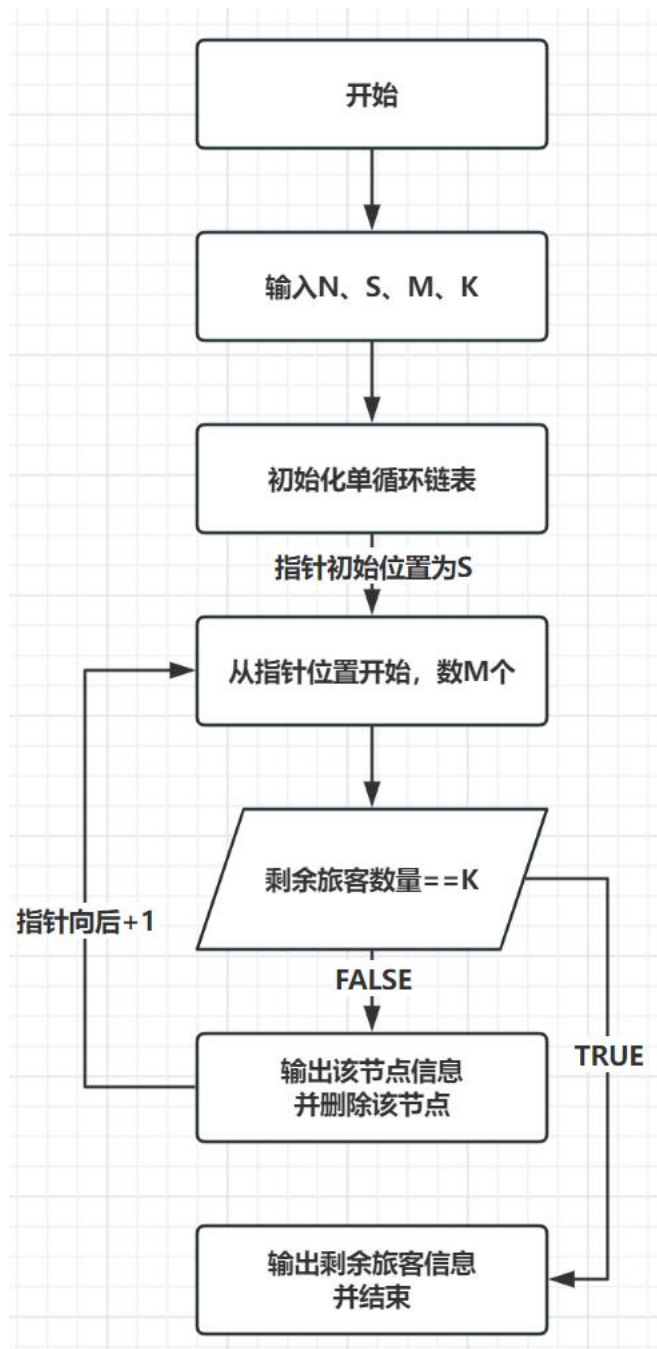 开始
输入N、S、M、K
初始化单循环链表
指针初始位置为S
从指针位置开始，数M个
剩余旅客数量==K
指针向后+1
FALSE
TRUE
输出该节点信息
并删除该节点
输出剩余旅客信息
并结束